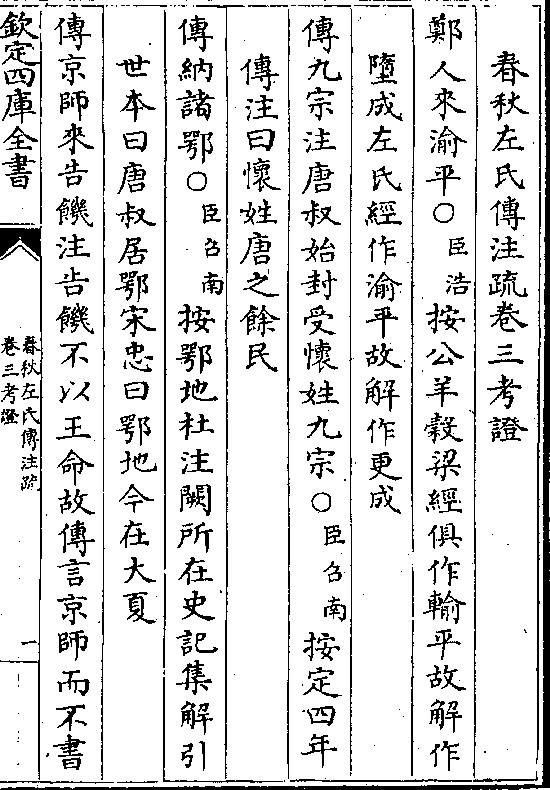 春秋左氏傳注疏卷三考證
鄭人來渝平○臣浩按公羊穀梁經俱作輸平故解作
墮成左氏經作渝平故解作更成
傳九宗注唐叔始封受懷姓九宗○臣召南按定四年
傳注曰懷姓唐之餘民
傳納諸鄂○臣召南按鄂地杜注闕所在史記集解引
世本曰唐叔居鄂宋忠曰鄂地今在大夏
傳京師來告饑注告饑不以王命故傳言京師而不書
欽定四庫全書
春秋左氏傳注疏
卷三考證
一